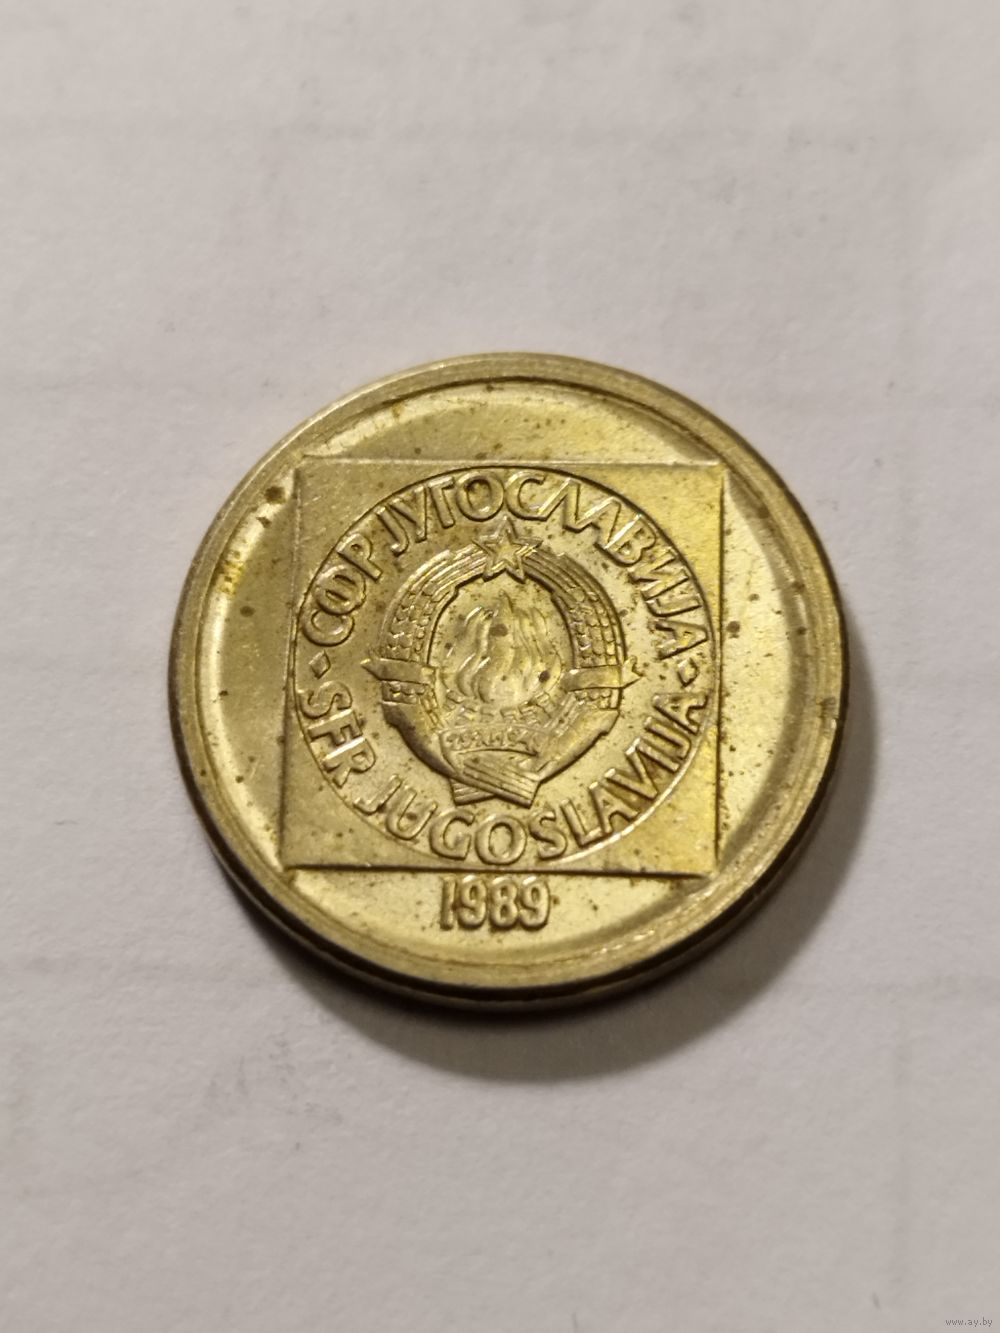 СФР ЈУГОСЛАВИЈА
SFR JUGOSLAVIJA
1989
www.ay.by